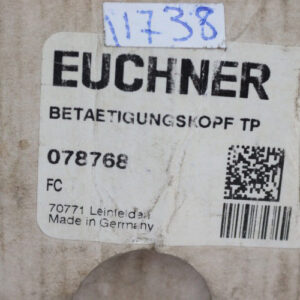 11738
EUCHNER
BETAETIGUNGSKOPF TP
078768
FC
70771 Leinfelden
Made in Germany